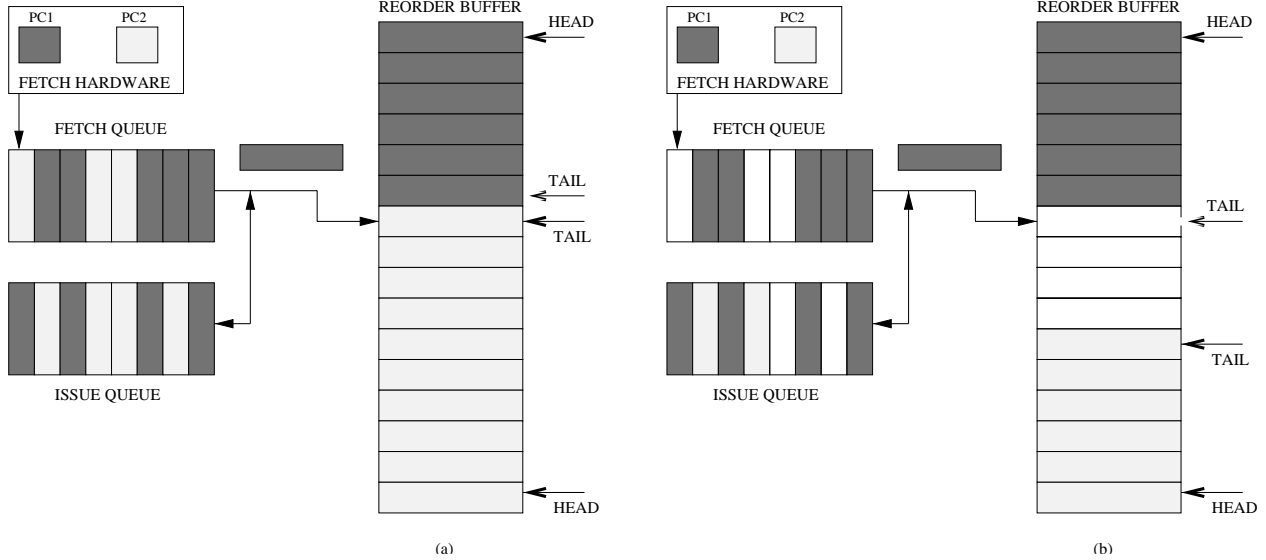 REORDER BUFFER
PC1
PC2
HEAD
FETCH HARDWARE
FETCH QUEUE
TAIL
TAIL
ISSUE QUEUE
HEAD
(a)
REORDER BUFFER
PC1
PC2
HEAD
FETCH HARDWARE
FETCH QUEUE
TAIL
TAIL
ISSUE QUEUE
HEAD
(b)